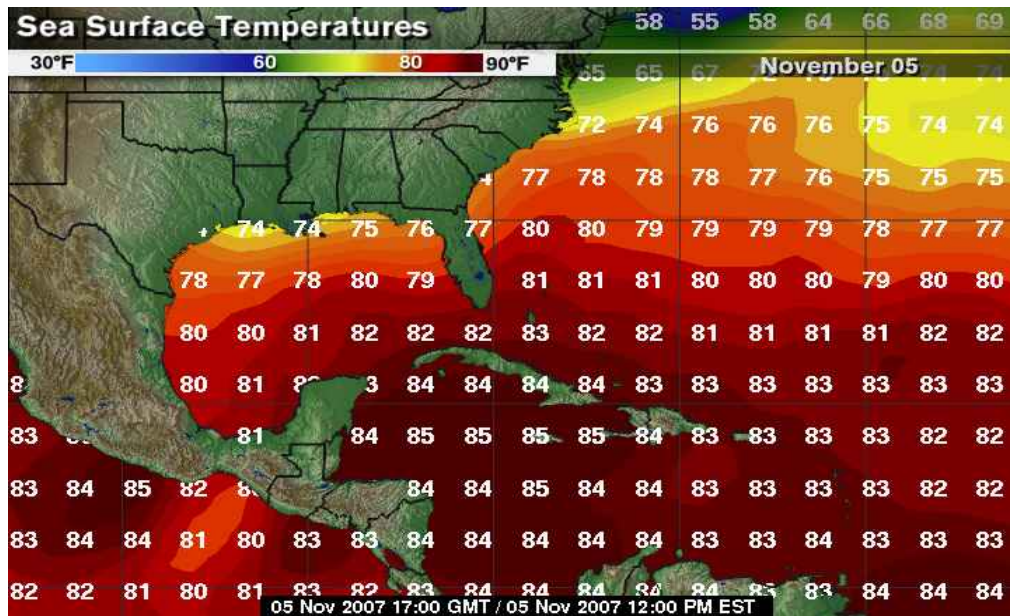 58 55 58 64 66 68 69
Sea Surface Temperatures
30°F 60 80 90°F
November 05
65 65 67
72 74 76 76 76 75 74 74
77 78 78 78 77 76 75 75 75
74 74 75 76 77 80 80 79 79 79 78 77 77
78 77 78 80 79 81 81 81 80 80 80 79 80 80
80 80 81 82 82 82 83 82 82 81 81 81 81 82 82
80 81 84 84 84 84 83 83 83 83 83 83 83
83 81 84 85 85 85 85 84 83 83 83 83 82 82
83 84 85 82 84 84 85 84 84 83 83 83 83 82 82
83 84 84 81 80 83 83 84 84 84 84 84 83 83 84 83 83 83
82 82 81 80 81 83 82 83 84 84 84 84 84 83 84 84 84
05 Nov 2007 17:00 GMT / 05 Nov 2007 12:00 PM EST